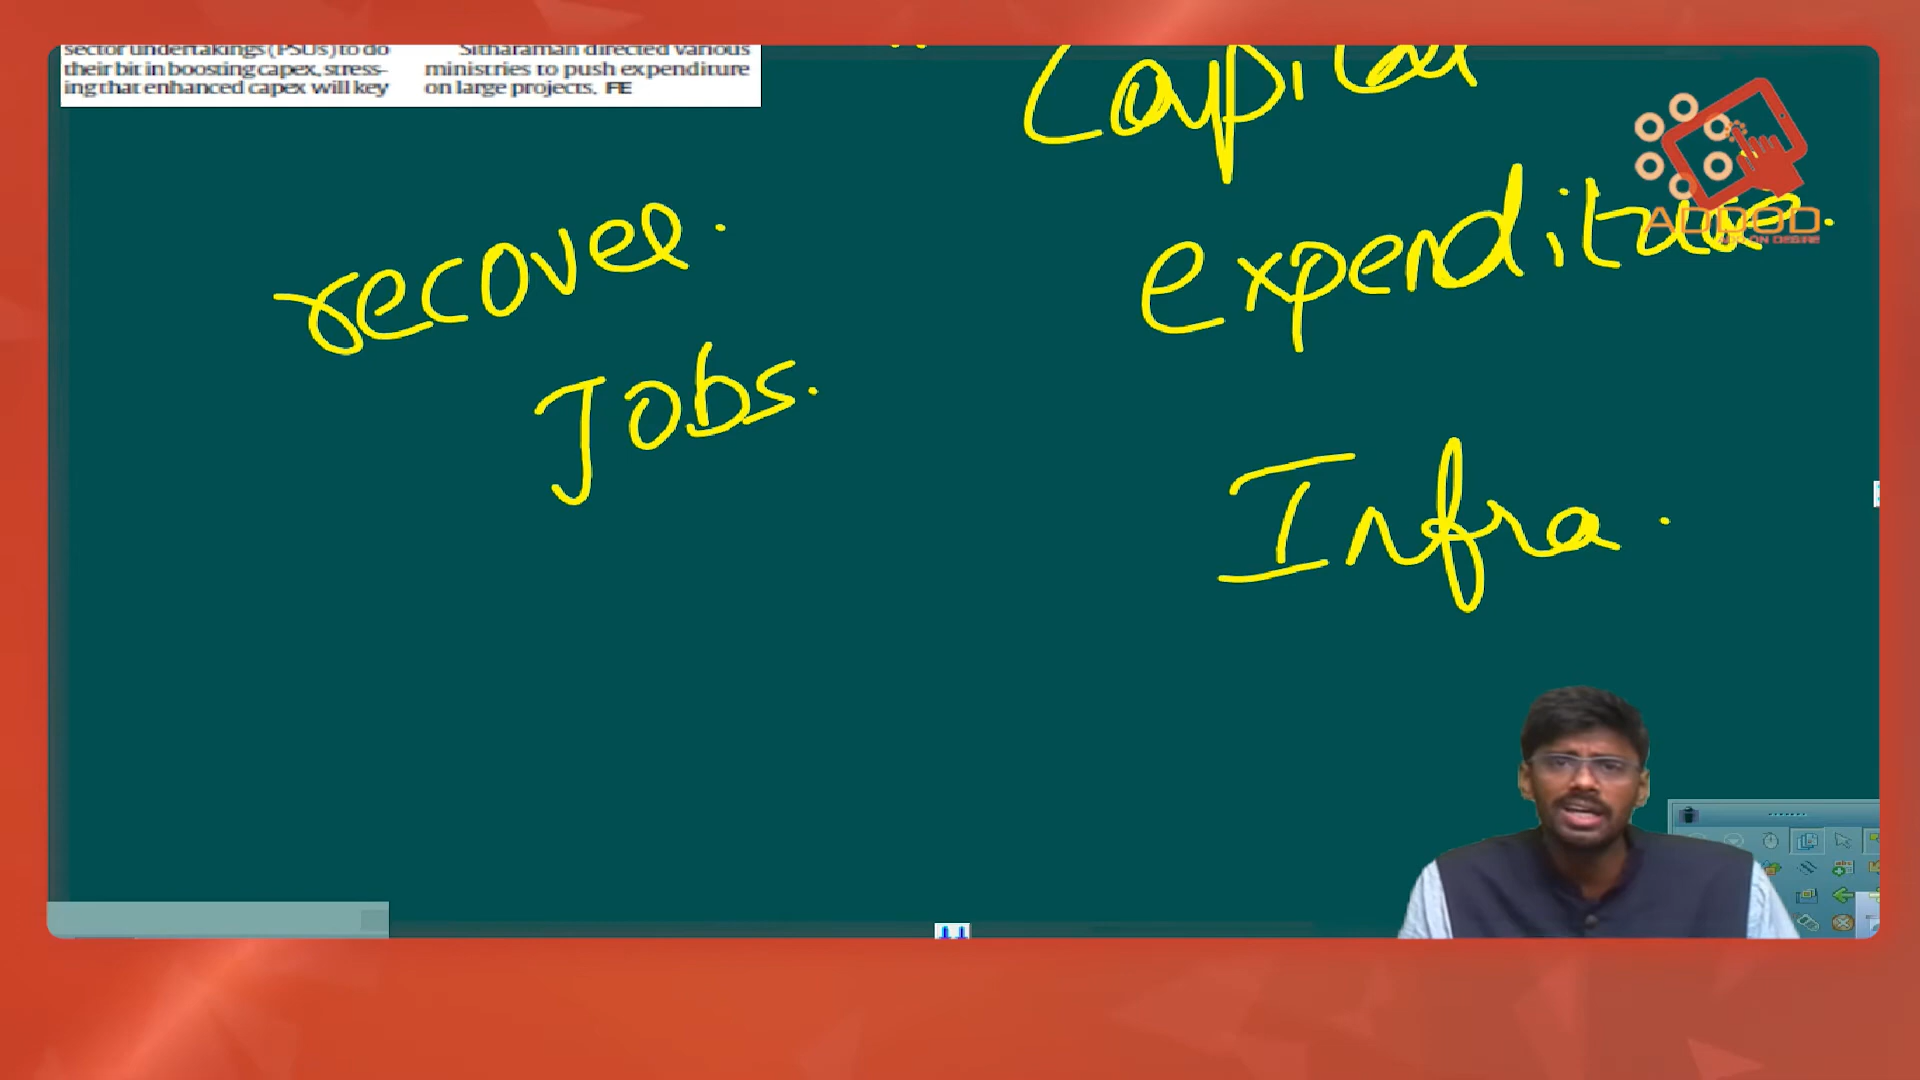 sector undertakings (PSUs) to do
their bit in boosting capex, stress-
ing that enhanced capex will key
Sitharaman directed various
ministries to push expenditure
on large projects. FE
Capital
expenditure.
recover.
Jobs.
Infra.
ADDOD